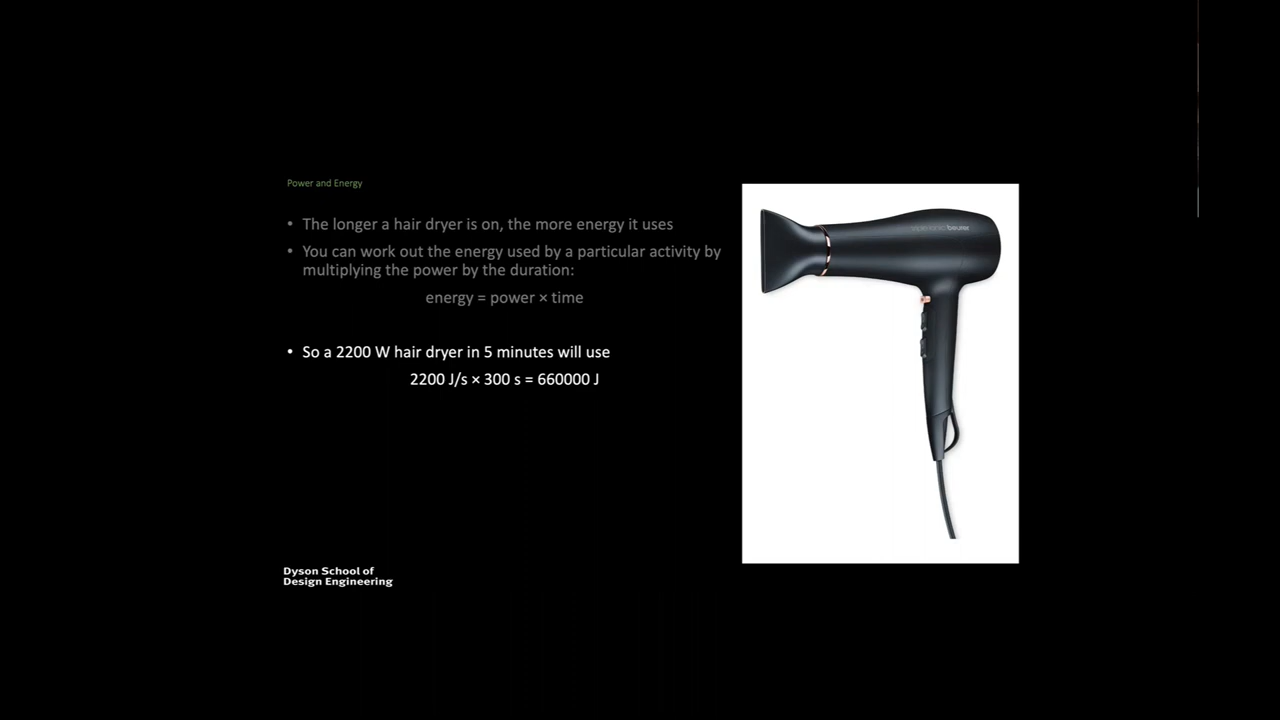 Power and Energy
• The longer a hair dryer is on, the more energy it uses
• You can work out the energy used by a particular activity by
multiplying the power by the duration:
energy = power × time
• So a 2200 W hair dryer in 5 minutes will use
2200 J/s × 300 s = 660000 J
beurer
Dyson School of
Design Engineering